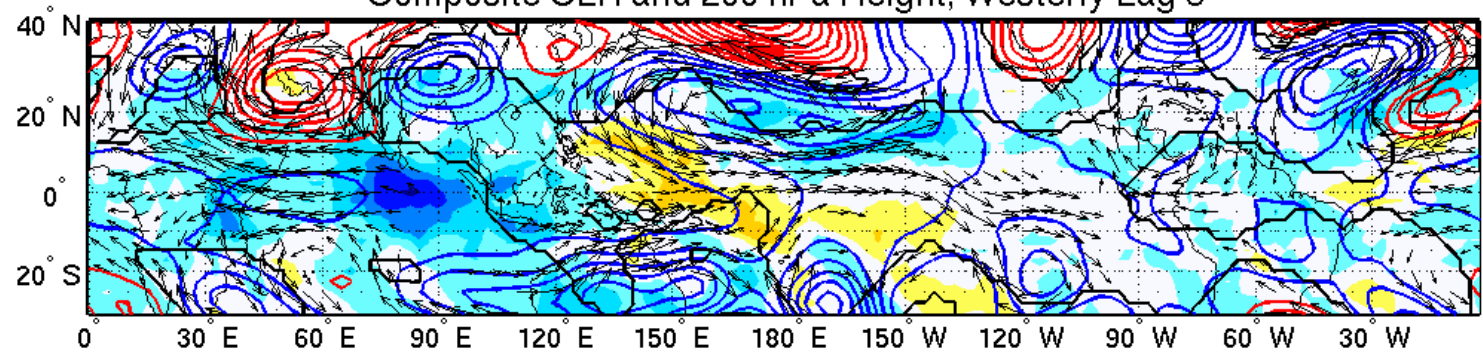 Composite OLR and 200 hPa Height, Westerly Lag
40° N
20° N
0°
20° S
0° 30° E 60° E 90° E 120° E 150° E 180° E 150° W 120° W 90° W 60° W 30° W